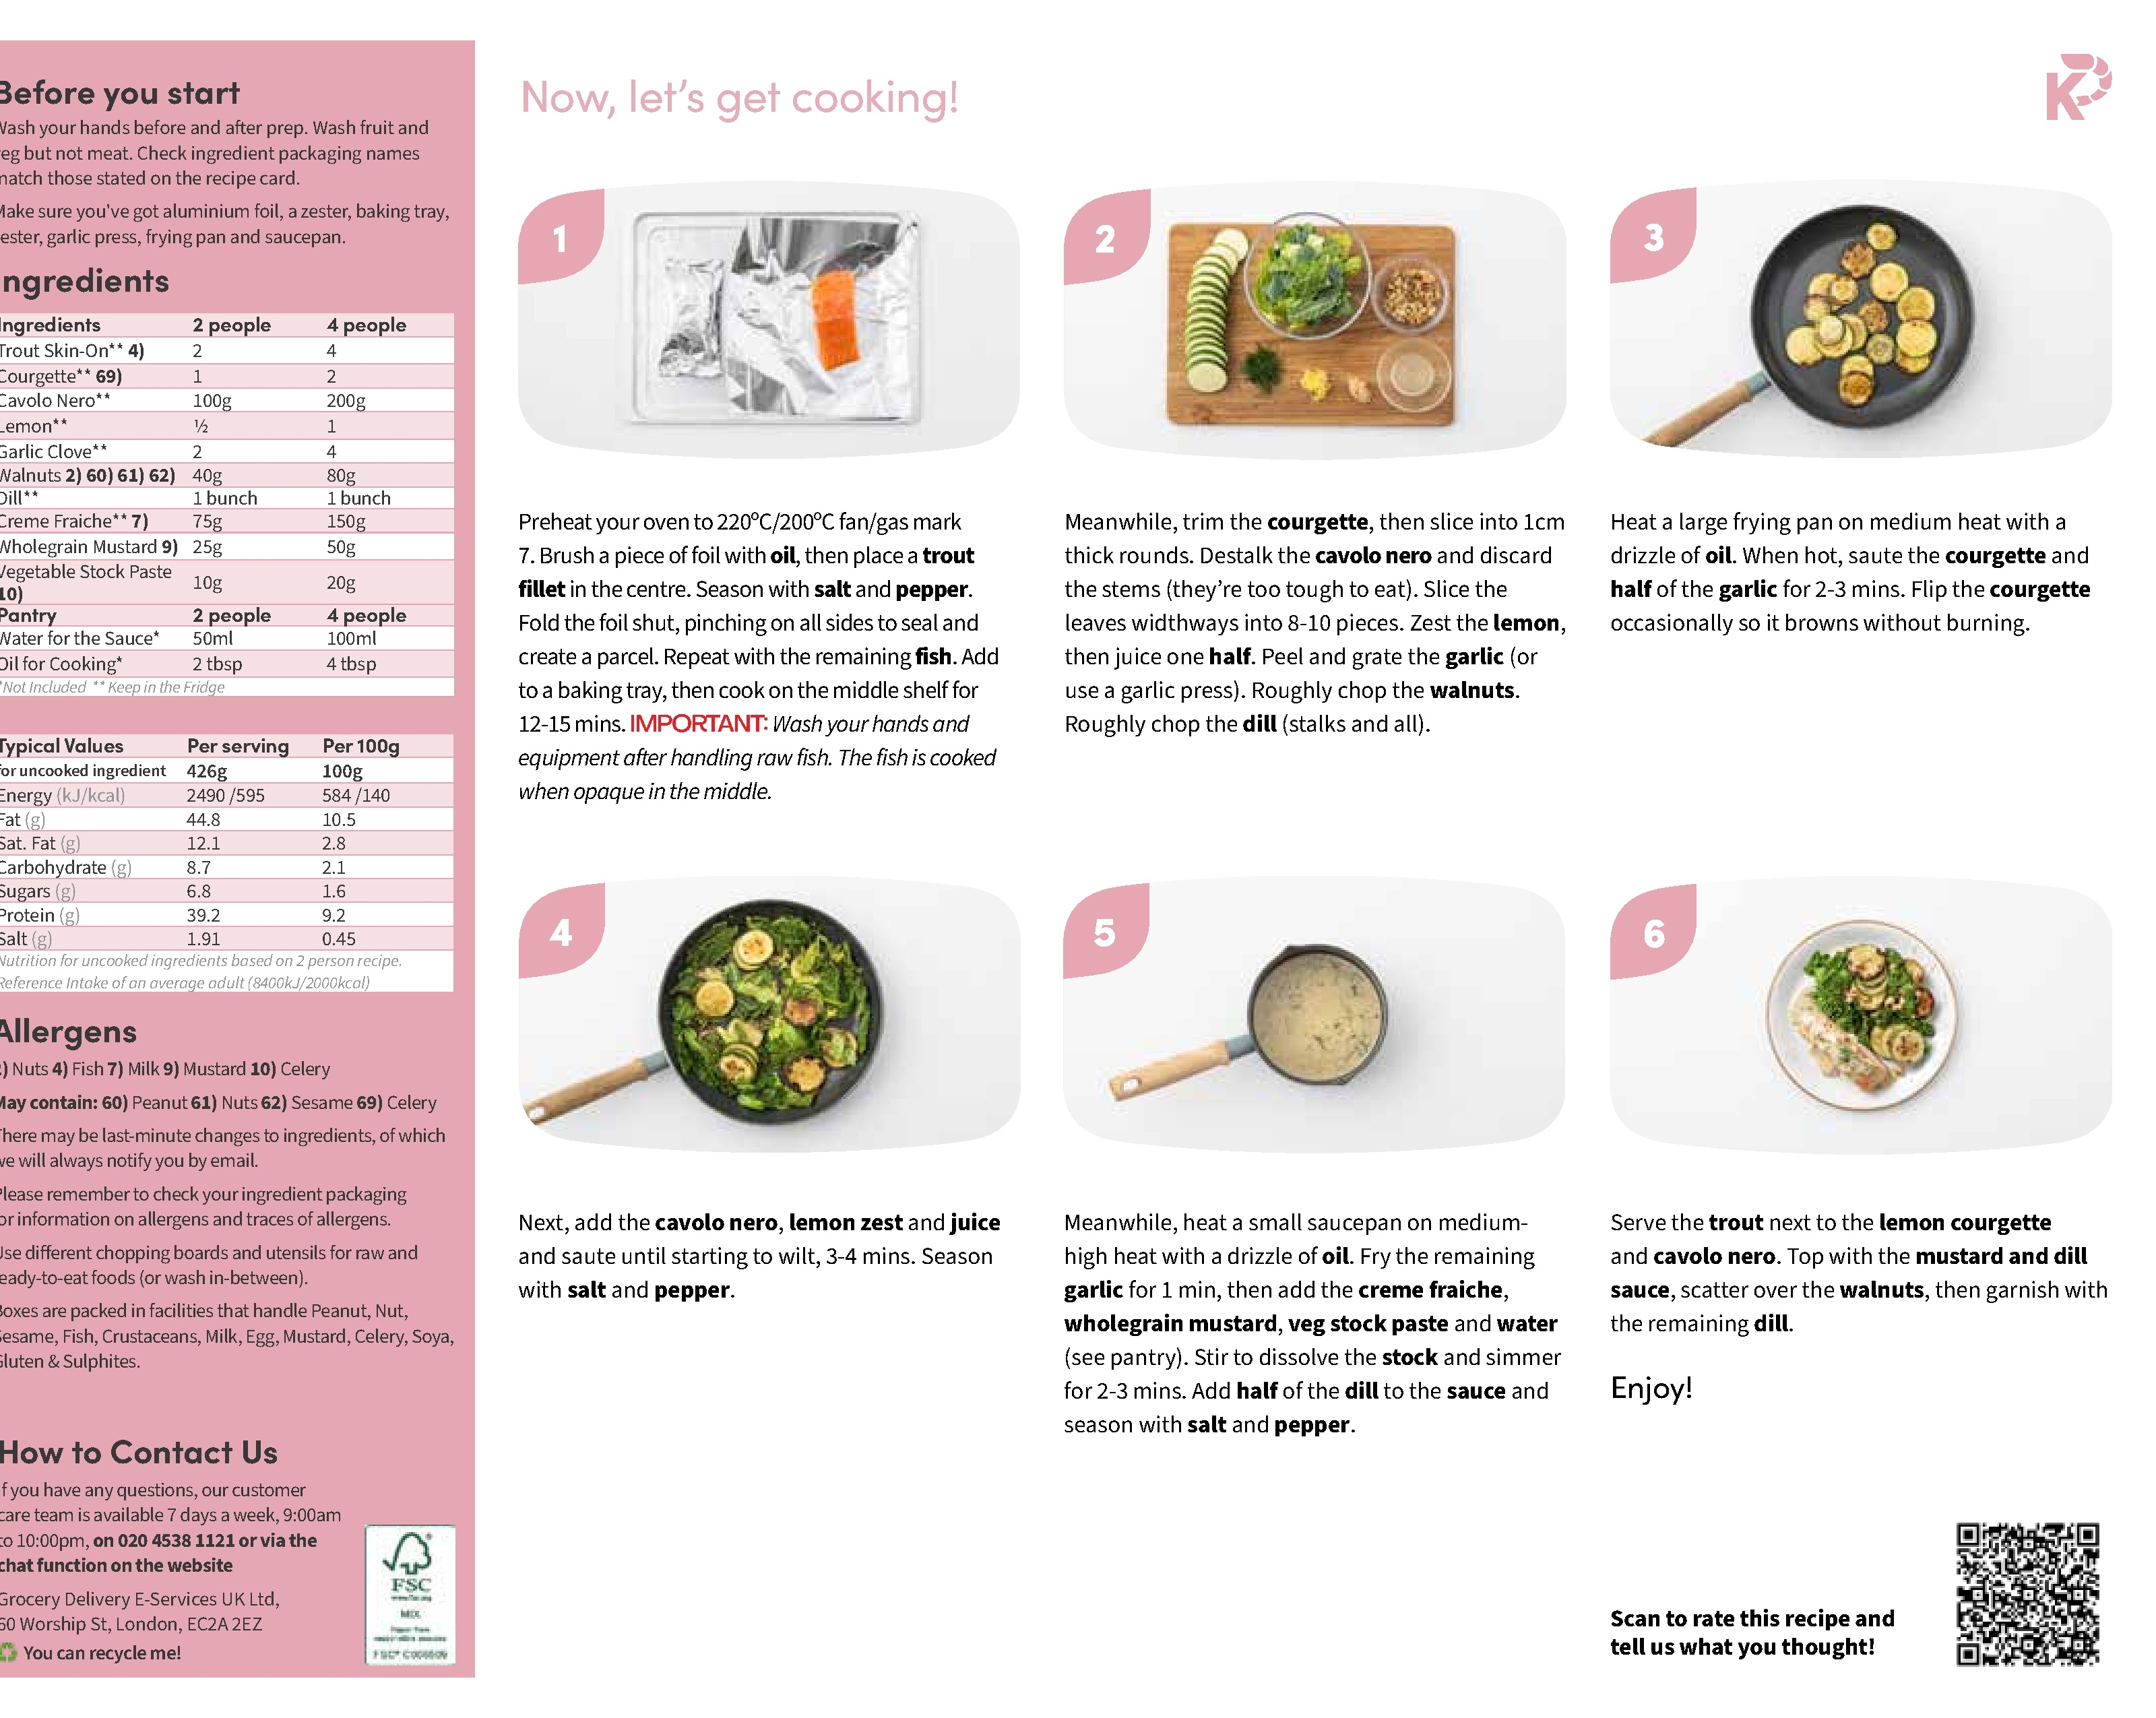 Before you start
Wash your hands before and after prep. Wash fruit and
veg but not meat. Check ingredient packaging names
match those stated on the recipe card.
Make sure you've got aluminium foil, a zester, baking tray,
zester, garlic press, frying pan and saucepan.
Ingredients
Ingredients 2 people 4 people
Trout Skin-On** 4) 2 4
Courgette** 69) 1 2
Cavolo Nero** 100g 200g
Lemon** ½ 1
Garlic Clove** 2 4
Walnuts 2) 60) 61) 62) 40g 80g
Dill** 1 bunch 1 bunch
Creme Fraiche** 7) 75g 150g
Wholegrain Mustard 9) 25g 50g
Vegetable Stock Paste
10) 10g 20g
Pantry 2 people 4 people
Water for the Sauce* 50ml 100ml
Oil for Cooking* 2 tbsp 4 tbsp
*Not Included ** Keep in the Fridge
Typical Values Per serving Per 100g
for uncooked ingredient 426g 100g
Energy (kJ/kcal) 2490 /595 584 /140
Fat (g) 44.8 10.5
Sat. Fat (g) 12.1 2.8
Carbohydrate (g) 8.7 2.1
Sugars (g) 6.8 1.6
Protein (g) 39.2 9.2
Salt (g) 1.91 0.45
Nutrition for uncooked ingredients based on 2 person recipe.
Reference Intake of an average adult (8400kJ/2000kcal)
Allergens
2) Nuts 4) Fish 7) Milk 9) Mustard 10) Celery
May contain: 60) Peanut 61) Nuts 62) Sesame 69) Celery
There may be last-minute changes to ingredients, of which
we will always notify you by email.
Please remember to check your ingredient packaging
for information on allergens and traces of allergens.
Use different chopping boards and utensils for raw and
ready-to-eat foods (or wash in-between).
Boxes are packed in facilities that handle Peanut, Nut,
Sesame, Fish, Crustaceans, Milk, Egg, Mustard, Celery, Soya,
Gluten & Sulphites.
How to Contact Us
If you have any questions, our customer
care team is available 7 days a week, 9:00am
to 10:00pm, on 020 4538 1121 or via the
chat function on the website
Grocery Delivery E-Services UK Ltd,
60 Worship St, London, EC2A 2EZ
You can recycle me!
FSC
www.fsc.org
MIX
Now, let's get cooking!
K
1
Preheat your oven to 220°C/200°C fan/gas mark
7. Brush a piece of foil with oil, then place a trout
fillet in the centre. Season with salt and pepper.
Fold the foil shut, pinching on all sides to seal and
create a parcel. Repeat with the remaining fish. Add
to a baking tray, then cook on the middle shelf for
12-15 mins. IMPORTANT: Wash your hands and
equipment after handling raw fish. The fish is cooked
when opaque in the middle.
2
Meanwhile, trim the courgette, then slice into 1cm
thick rounds. Destalk the cavolo nero and discard
the stems (they're too tough to eat). Slice the
leaves widthways into 8-10 pieces. Zest the lemon,
then juice one half. Peel and grate the garlic (or
use a garlic press). Roughly chop the walnuts.
Roughly chop the dill (stalks and all).
3
Heat a large frying pan on medium heat with a
drizzle of oil. When hot, saute the courgette and
half of the garlic for 2-3 mins. Flip the courgette
occasionally so it browns without burning.
4
Next, add the cavolo nero, lemon zest and juice
and saute until starting to wilt, 3-4 mins. Season
with salt and pepper.
5
Meanwhile, heat a small saucepan on medium-
high heat with a drizzle of oil. Fry the remaining
garlic for 1 min, then add the creme fraiche,
wholegrain mustard, veg stock paste and water
(see pantry). Stir to dissolve the stock and simmer
for 2-3 mins. Add half of the dill to the sauce and
season with salt and pepper.
6
Serve the trout next to the lemon courgette
and cavolo nero. Top with the mustard and dill
sauce, scatter over the walnuts, then garnish with
the remaining dill.
Enjoy!
Scan to rate this recipe and
tell us what you thought!